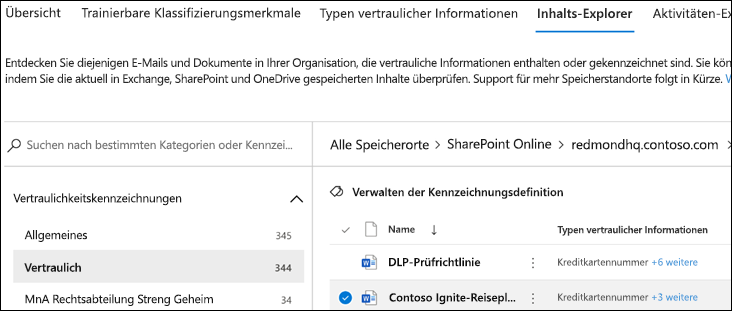 Übersicht Trainierbare Klassifizierungsmerkmale Typen vertraulicher Informationen Inhalts-Explorer Aktivitäten-Ex
Entdecken Sie diejenigen E-Mails und Dokumente in Ihrer Organisation, die vertrauliche Informationen enthalten oder gekennzeichnet sind. Sie kön
indem Sie die aktuell in Exchange, SharePoint und OneDrive gespeicherten Inhalte überprüfen. Support für mehr Speicherstandorte folgt in Kürze. W
Suchen nach bestimmten Kategorien oder Kennzei...
Alle Speicherorte > SharePoint Online > redmondhq.contoso.com >
Vertraulichkeitskennzeichnungen
Allgemeines 345
Vertraulich 344
MnA Rechtsabteilung Streng Geheim 34
Verwalten der Kennzeichnungsdefinition
Name ↓ Typen vertraulicher Informationen
DLP-Prüfrichtlinie Kreditkartennummer +6 weitere
Contoso Ignite-Reisepl... Kreditkartennummer +3 weitere